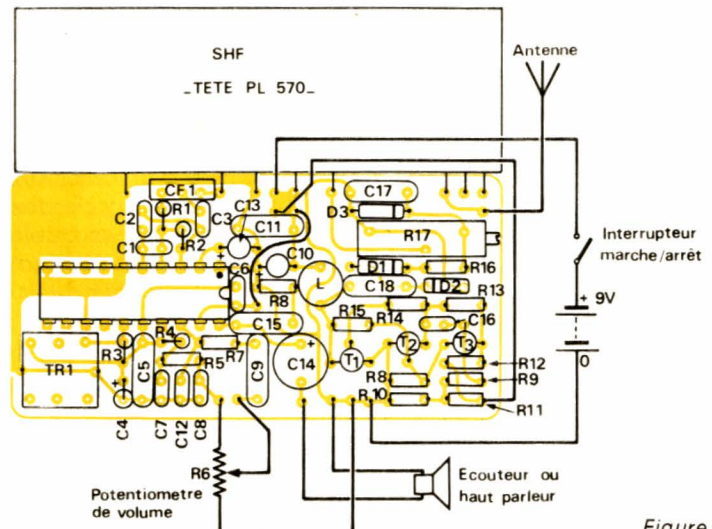 SHF
_TETE PL 570_
Antenne
CF1
C13
C17
C2
R1
C3
C11
D3
R17
C1
R2
+
C10
D1
R16
Interrupteur
marche/arrêt
C6
+
R8
L
C18
D2
R13
+ 9V
R15
R14
C16
C15
TR1
R3
R4
R7
+
T1
T2
T3
R12
C5
R5
C9
C14
R8
R9
0
+
R10
R11
C4
C7
C12
C8
R6
Potentiometre
de volume
Ecouteur ou
haut parleur
Figure